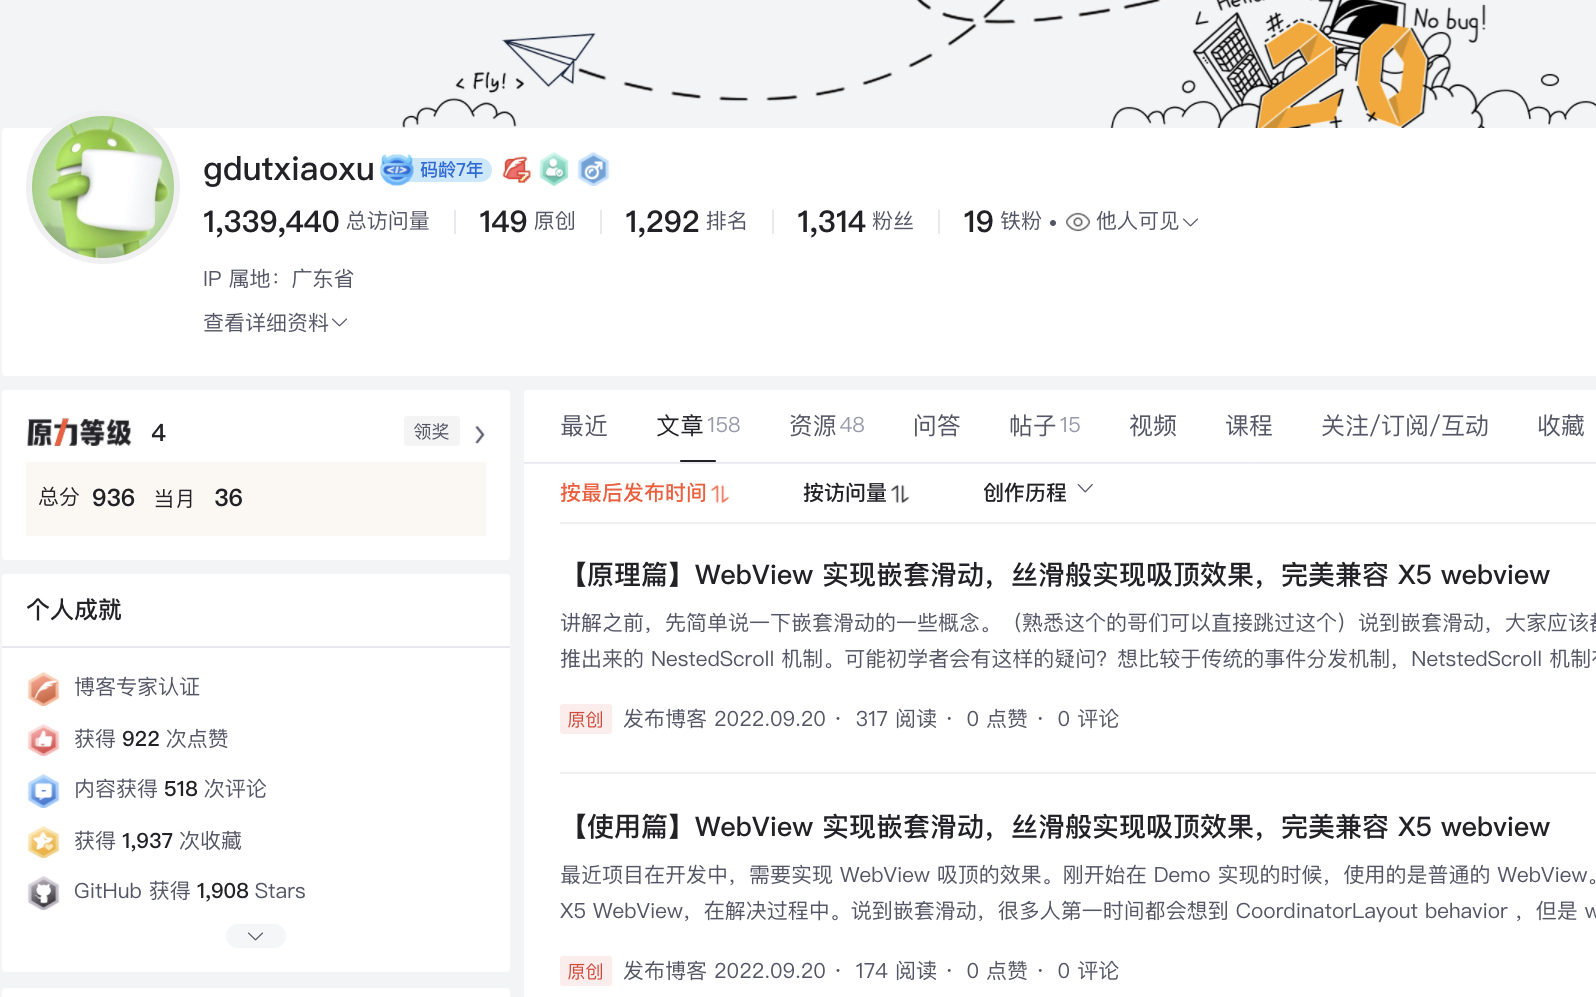 < Fly! >
No bug!
20
gdutxiaoxu 码龄7年
1,339,440 总访问量 149 原创 1,292 排名 1,314 粉丝 19 铁粉 • 他人可见
IP 属地：广东省
查看详细资料
原力等级 4 领奖
总分 936 当月 36
个人成就
博客专家认证
获得 922 次点赞
内容获得 518 次评论
获得 1,937 次收藏
GitHub 获得 1,908 Stars
最近 文章158 资源48 问答 帖子15 视频 课程 关注/订阅/互动 收藏
按最后发布时间 按访问量 创作历程
【原理篇】WebView 实现嵌套滑动，丝滑般实现吸顶效果，完美兼容 X5 webview
讲解之前，先简单说一下嵌套滑动的一些概念。（熟悉这个的哥们可以直接跳过这个）说到嵌套滑动，大家应该
推出来的 NestedScroll 机制。可能初学者会有这样的疑问？想比较于传统的事件分发机制，NetstedScroll 机制
原创 发布博客 2022.09.20 · 317 阅读 · 0 点赞 · 0 评论
【使用篇】WebView 实现嵌套滑动，丝滑般实现吸顶效果，完美兼容 X5 webview
最近项目在开发中，需要实现 WebView 吸顶的效果。刚开始在 Demo 实现的时候，使用的是普通的 WebView。
X5 WebView，在解决过程中。说到嵌套滑动，很多人第一时间都会想到 CoordinatorLayout behavior ，但是 w
原创 发布博客 2022.09.20 · 174 阅读 · 0 点赞 · 0 评论